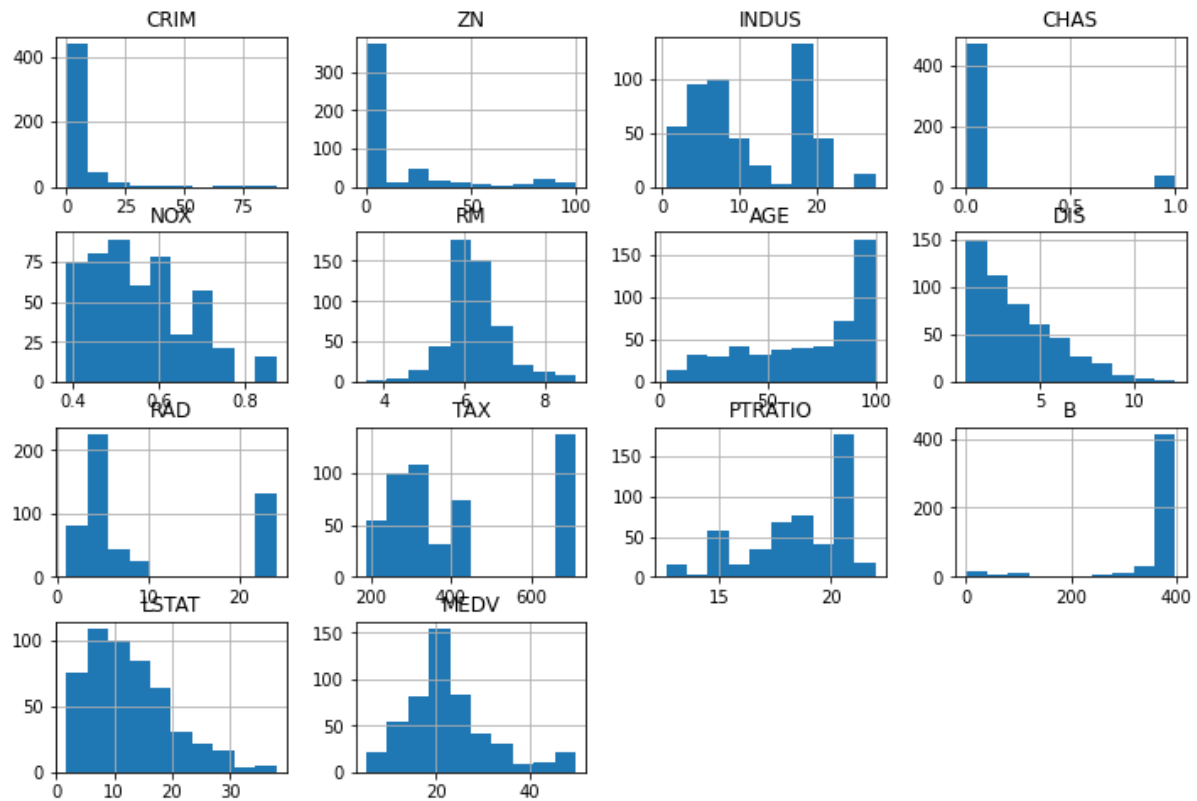 CRIM ZN INDUS CHAS
400 300 100 400
200 200 50 200
100
0 0 0 0
0 25 50 75 0 50 100 0 10 20 0.0 0.5 1.0
NOX RM AGE DIS
75 150 150 150
50 100 100 100
25 50 50 50
0 0 0 0
0.4 0.6 0.8 4 6 8 0 50 100 5 10
RAD TAX PTRATIO B
200 100 150 400
100 50 100 200
50
0 0 0 0
0 10 20 200 400 600 15 20 0 200 400
LSTAT MEDV
100 150
50 100
50
0 0
0 10 20 30 20 40